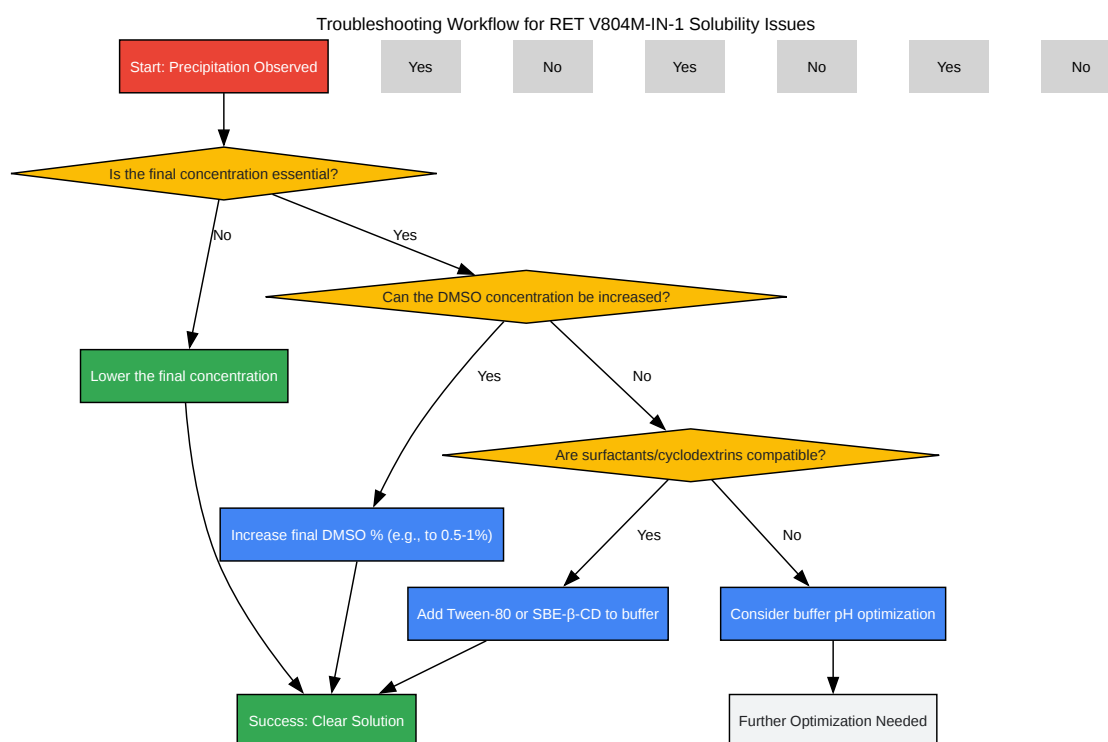 Troubleshooting Workflow for RET V804M-IN-1 Solubility Issues
Start: Precipitation Observed
Yes
No
Yes
No
Yes
No
Is the final concentration essential?
No
Yes
Can the DMSO concentration be increased?
Lower the final concentration
Yes
No
Are surfactants/cyclodextrins compatible?
Increase final DMSO % (e.g., to 0.5-1%)
Yes
No
Add Tween-80 or SBE-β-CD to buffer
Consider buffer pH optimization
Success: Clear Solution
Further Optimization Needed